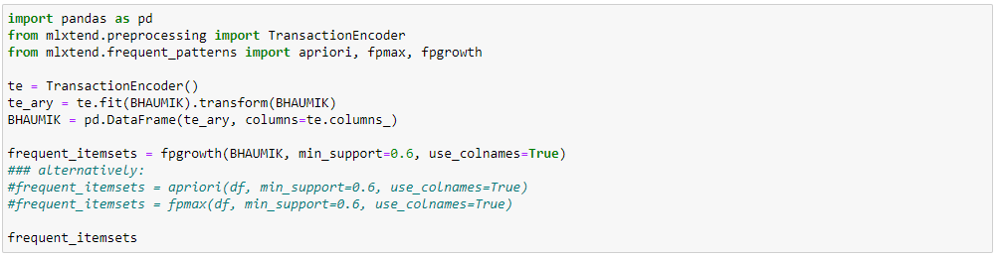 import pandas as pd
from mlxtend.preprocessing import TransactionEncoder
from mlxtend.frequent_patterns import apriori, fpmax, fpgrowth
te = TransactionEncoder()
te_ary = te.fit(BHAUMIK).transform(BHAUMIK)
BHAUMIK = pd.DataFrame(te_ary, columns=te.columns_)
frequent_itemsets = fpgrowth(BHAUMIK, min_support=0.6, use_colnames=True)
### alternatively:
#frequent_itemsets = apriori(df, min_support=0.6, use_colnames=True)
#frequent_itemsets = fpmax(df, min_support=0.6, use_colnames=True)
frequent_itemsets